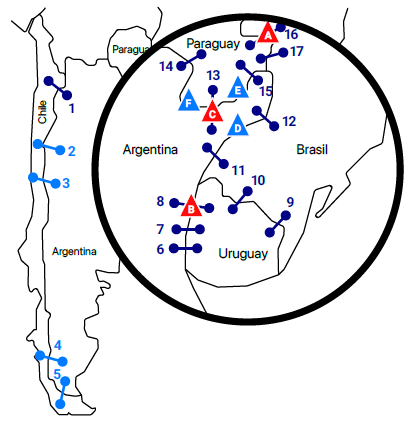 A
16
Paraguay
17
Paragua
14
13
15
E
F
C
Chile
1
D
12
Argentina
Brasil
2
11
3
10
8
B
9
7
Argentina
6
Uruguay
4
5